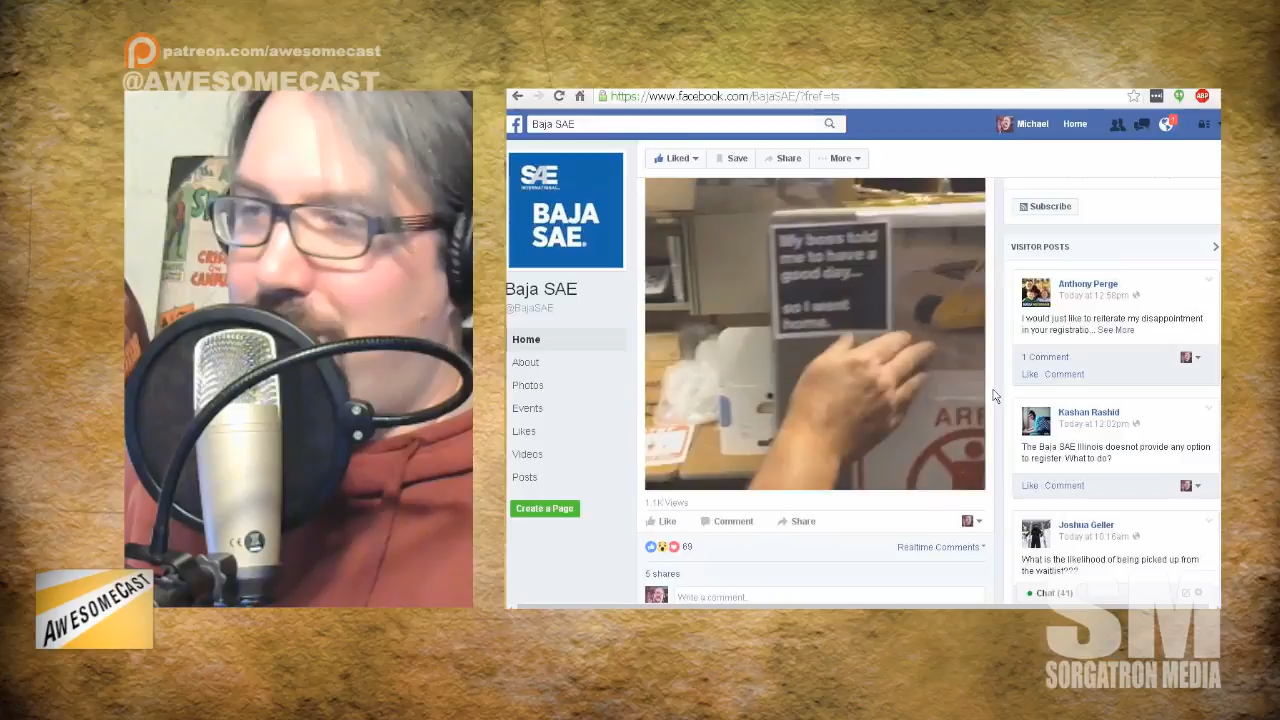 patreon.com/awesomecast
@AWESOMECAST
https://www.facebook.com/BajaSAE/?fref=ts
ABP
Baja SAE
Michael
Home
1
SAE
INTERNATIONAL
BAJA
SAE
Baja SAE
@BajaSAE
Home
About
Photos
Events
Likes
Videos
Posts
Create a Page
Liked
Save
Share
More
My boss told
me to have a
good day...
so I went
home.
1.1K Views
Like
Comment
Share
69
Realtime Comments
5 shares
Write a comment...
Subscribe
VISITOR POSTS
Anthony Perge
Today at 12:58pm
I would just like to reiterate my disappointment
in your registratio... See More
1 Comment
Like Comment
Kashan Rashid
Today at 12:02pm
The Baja SAE Illinois doesnot provide any option
to register. What to do?
Like Comment
Joshua Geller
Today at 10:16am
What is the likelihood of being picked up from
the waitlist???
Chat (41)
CE
AWESOMECAST
SM
SORGATRON MEDIA